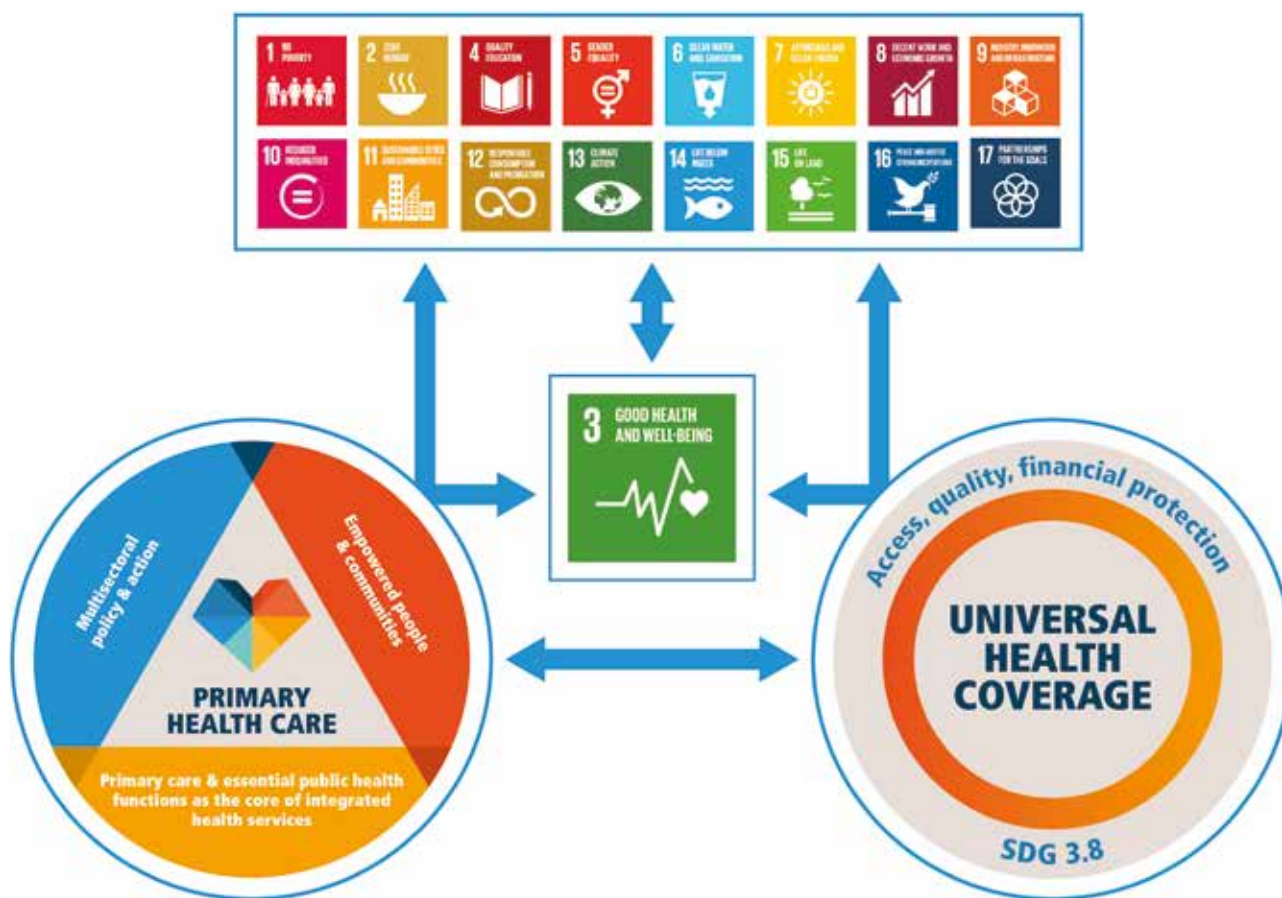 1 NO
POVERTY
2 ZERO
HUNGER
4 QUALITY
EDUCATION
5 GENDER
EQUALITY
6 CLEAN WATER
AND SANITATION
7 AFFORDABLE AND
CLEAN ENERGY
8 DECENT WORK AND
ECONOMIC GROWTH
9 INDUSTRY, INNOVATION
AND INFRASTRUCTURE
10 REDUCED
INEQUALITIES
11 SUSTAINABLE CITIES
AND COMMUNITIES
12 RESPONSIBLE
CONSUMPTION
AND PRODUCTION
13 CLIMATE
ACTION
14 LIFE BELOW
WATER
15 LIFE
ON LAND
16 PEACE AND JUSTICE
17 PARTNERSHIPS
FOR THE GOALS
3 GOOD HEALTH
AND WELL-BEING
Multisectoral
policy & action
Empowered people
& communities
PRIMARY
HEALTH CARE
Primary care & essential public health
functions as the core of integrated
health services
Access, quality, financial protection
UNIVERSAL
HEALTH
COVERAGE
SDG 3.8